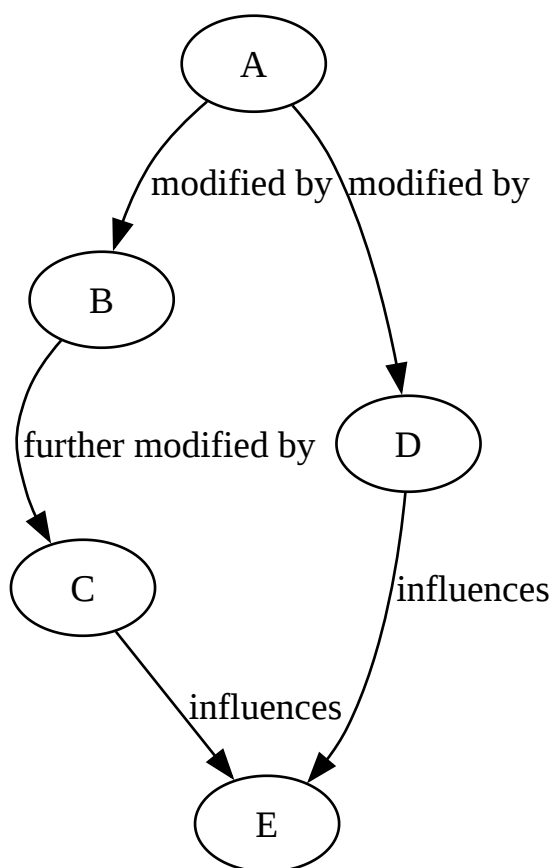 A
modified by modified by
B
further modified by D
C influences
influences
E